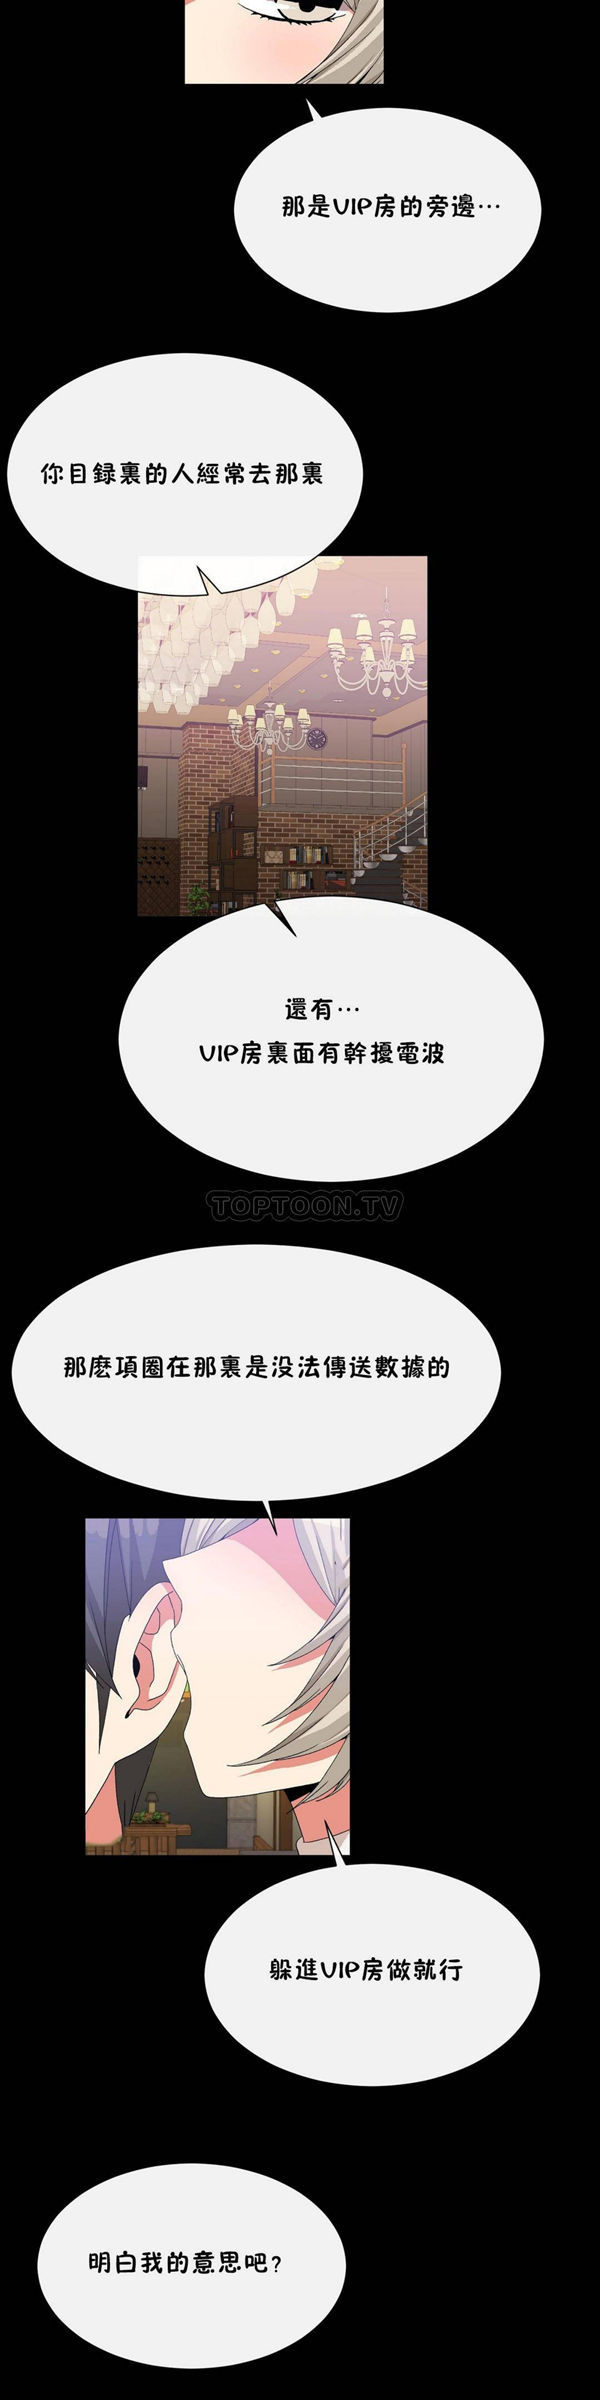 那是VIP房的旁邊…
你目録裏的人經常去那裏
還有…
VIP房裏面有幹擾電波
TOPTOON.TV
那麽項圈在那裏是没法傳送數據的
躲進VIP房做就行
明白我的意思吧?